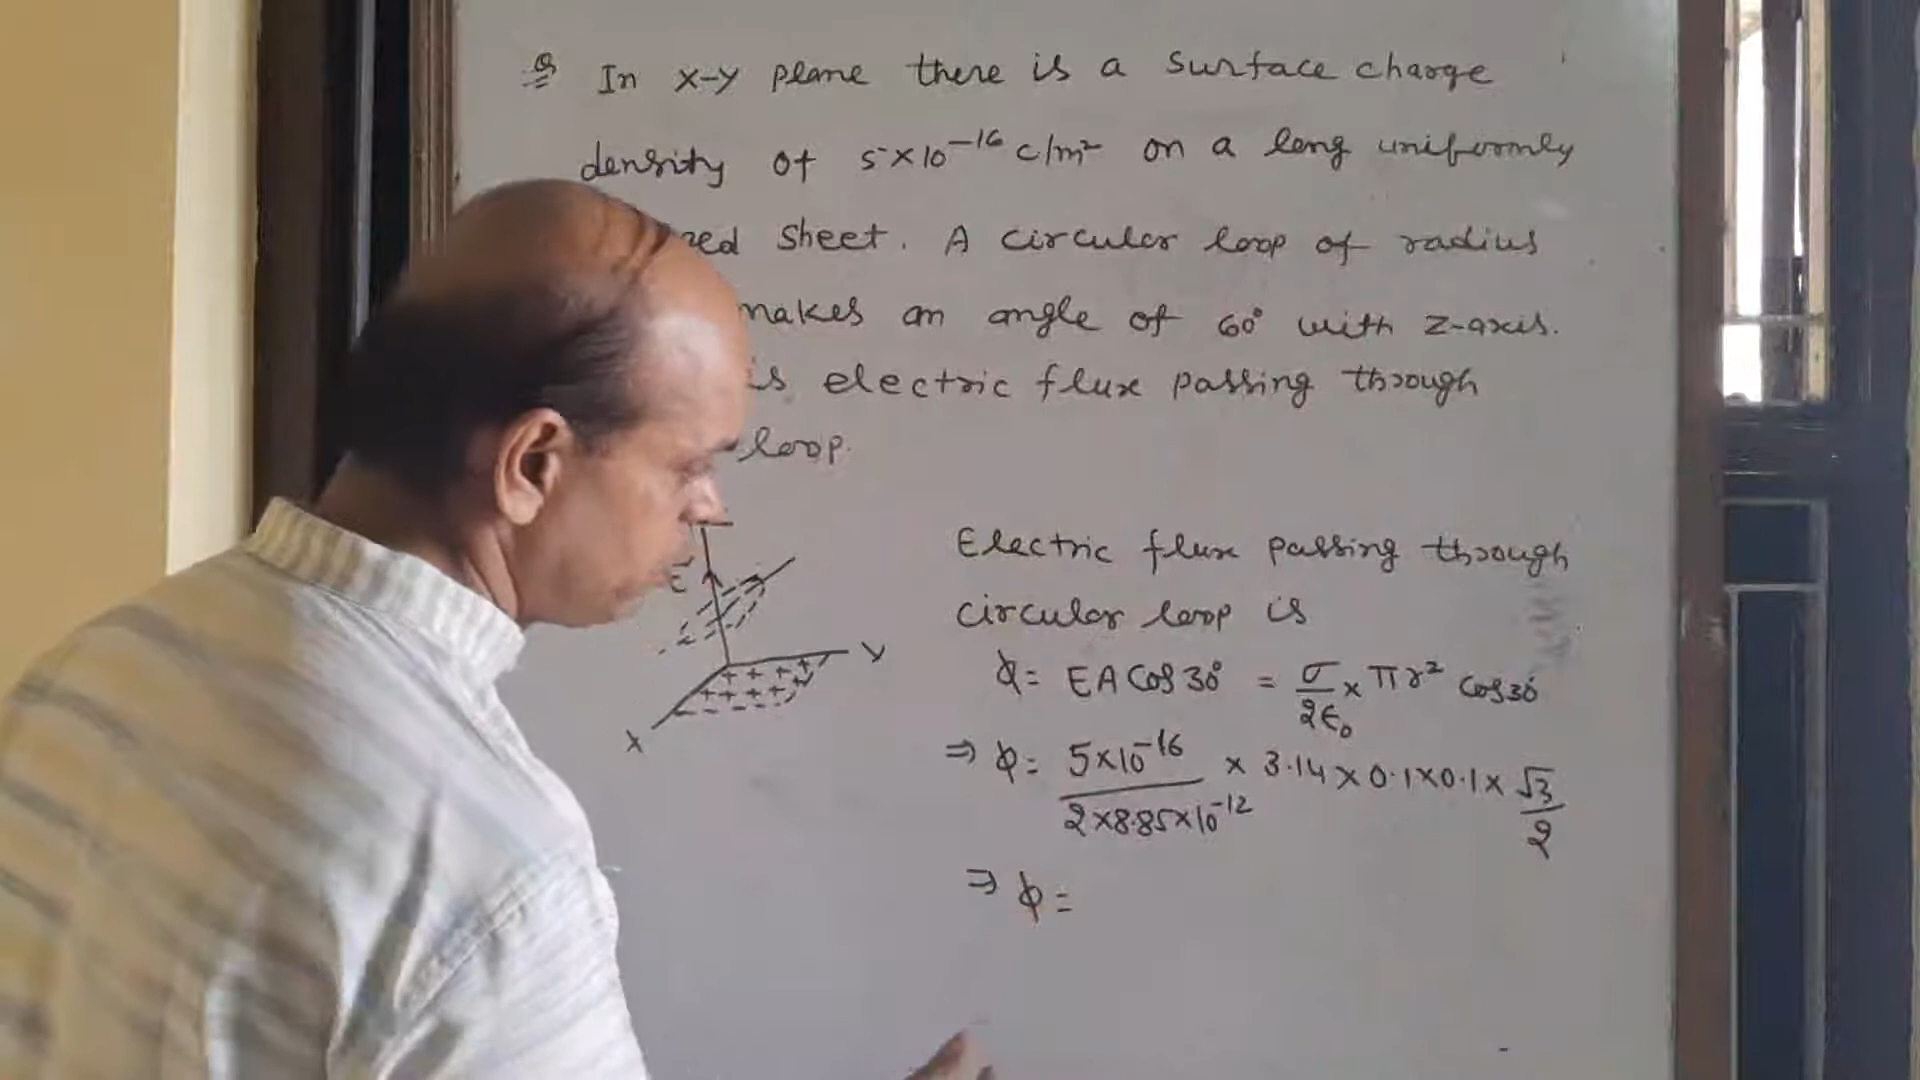 Q In X-Y plane there is a surface charge
density of 5×10⁻¹⁶ C/m² on a long uniformly
sheet. A circular loop of radius
makes an angle of 60° with Z-axis.
is electric flux passing through
loop.
E
Y
X
Electric flux passing through
circular loop is
ϕ = EA Cos30° = σ/2ϵ₀ × πr² Cos30°
⇒ ϕ = 5×10⁻¹⁶/2×8.85×10⁻¹² × 3.14×0.1×0.1×√3/2
⇒ ϕ =